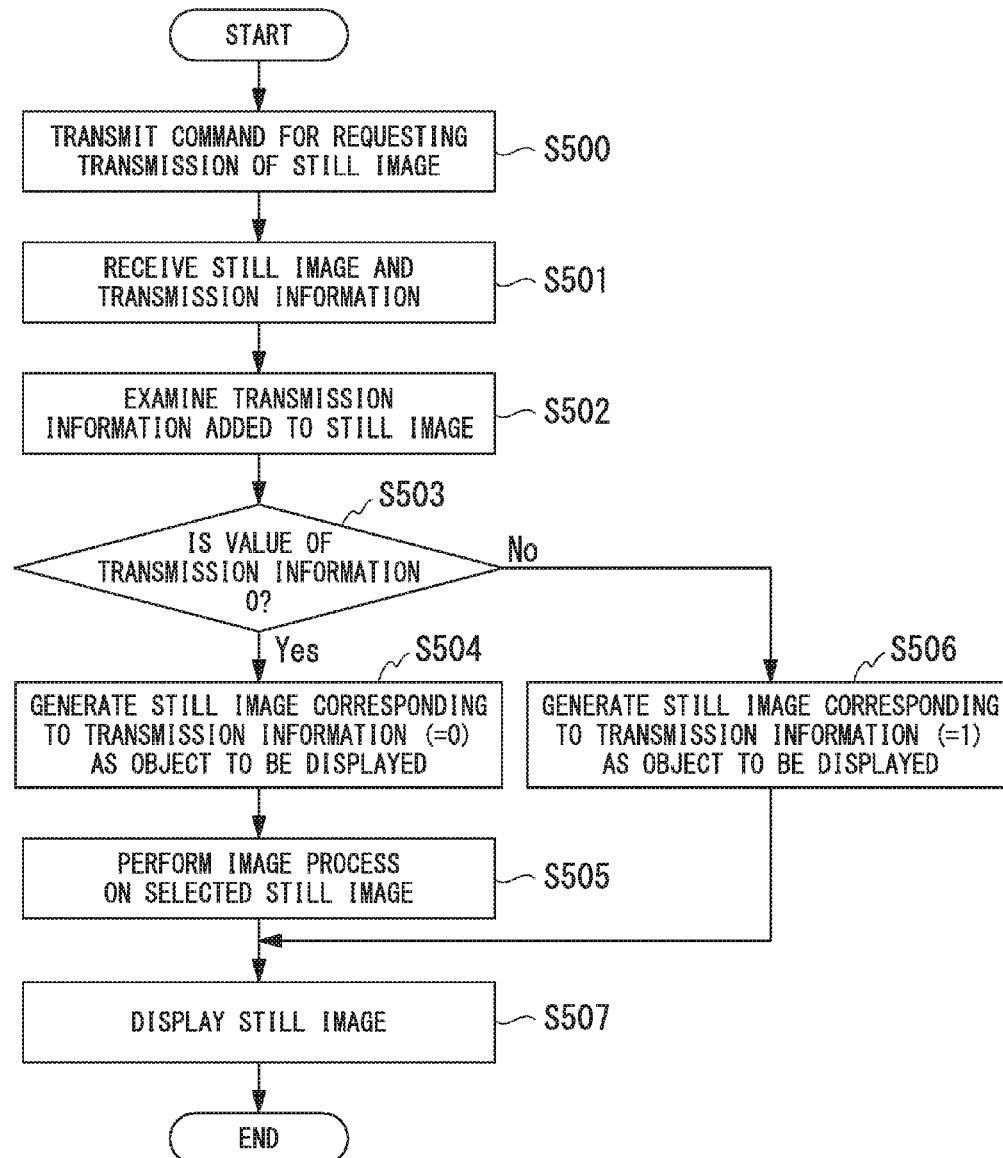 START
TRANSMIT COMMAND FOR REQUESTING
TRANSMISSION OF STILL IMAGE
S500
RECEIVE STILL IMAGE AND
TRANSMISSION INFORMATION
S501
EXAMINE TRANSMISSION
INFORMATION ADDED TO STILL IMAGE
S502
S503
IS VALUE OF
TRANSMISSION INFORMATION
0?
No
Yes
S504
GENERATE STILL IMAGE CORRESPONDING
TO TRANSMISSION INFORMATION (=0)
AS OBJECT TO BE DISPLAYED
S506
GENERATE STILL IMAGE CORRESPONDING
TO TRANSMISSION INFORMATION (=1)
AS OBJECT TO BE DISPLAYED
PERFORM IMAGE PROCESS
ON SELECTED STILL IMAGE
S505
DISPLAY STILL IMAGE
S507
END